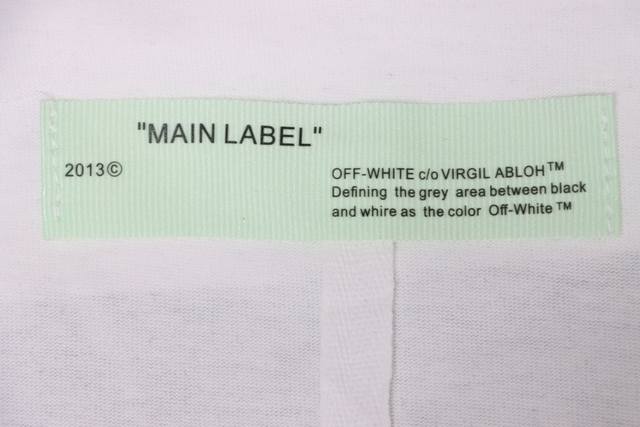 "MAIN LABEL"
2013©
OFF-WHITE c/o VIRGIL ABLOH™
Defining the grey area between black
and whire as the color Off-White™